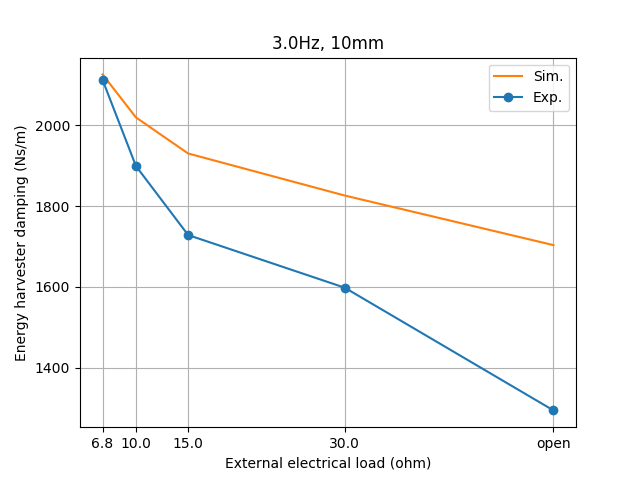 3.0Hz, 10mm
Sim.
Exp.
Energy harvester damping (Ns/m)
2000
1800
1600
1400
6.8 10.0 15.0 30.0 open
External electrical load (ohm)